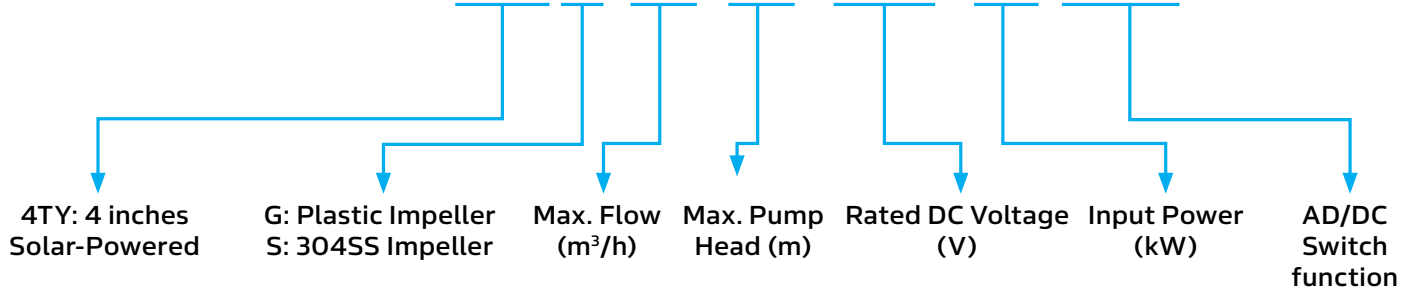 4TY: 4 inches
Solar-Powered
G: Plastic Impeller
S: 304SS Impeller
Max. Flow
(m³/h)
Max. Pump
Head (m)
Rated DC Voltage
(V)
Input Power
(kW)
AD/DC
Switch
function